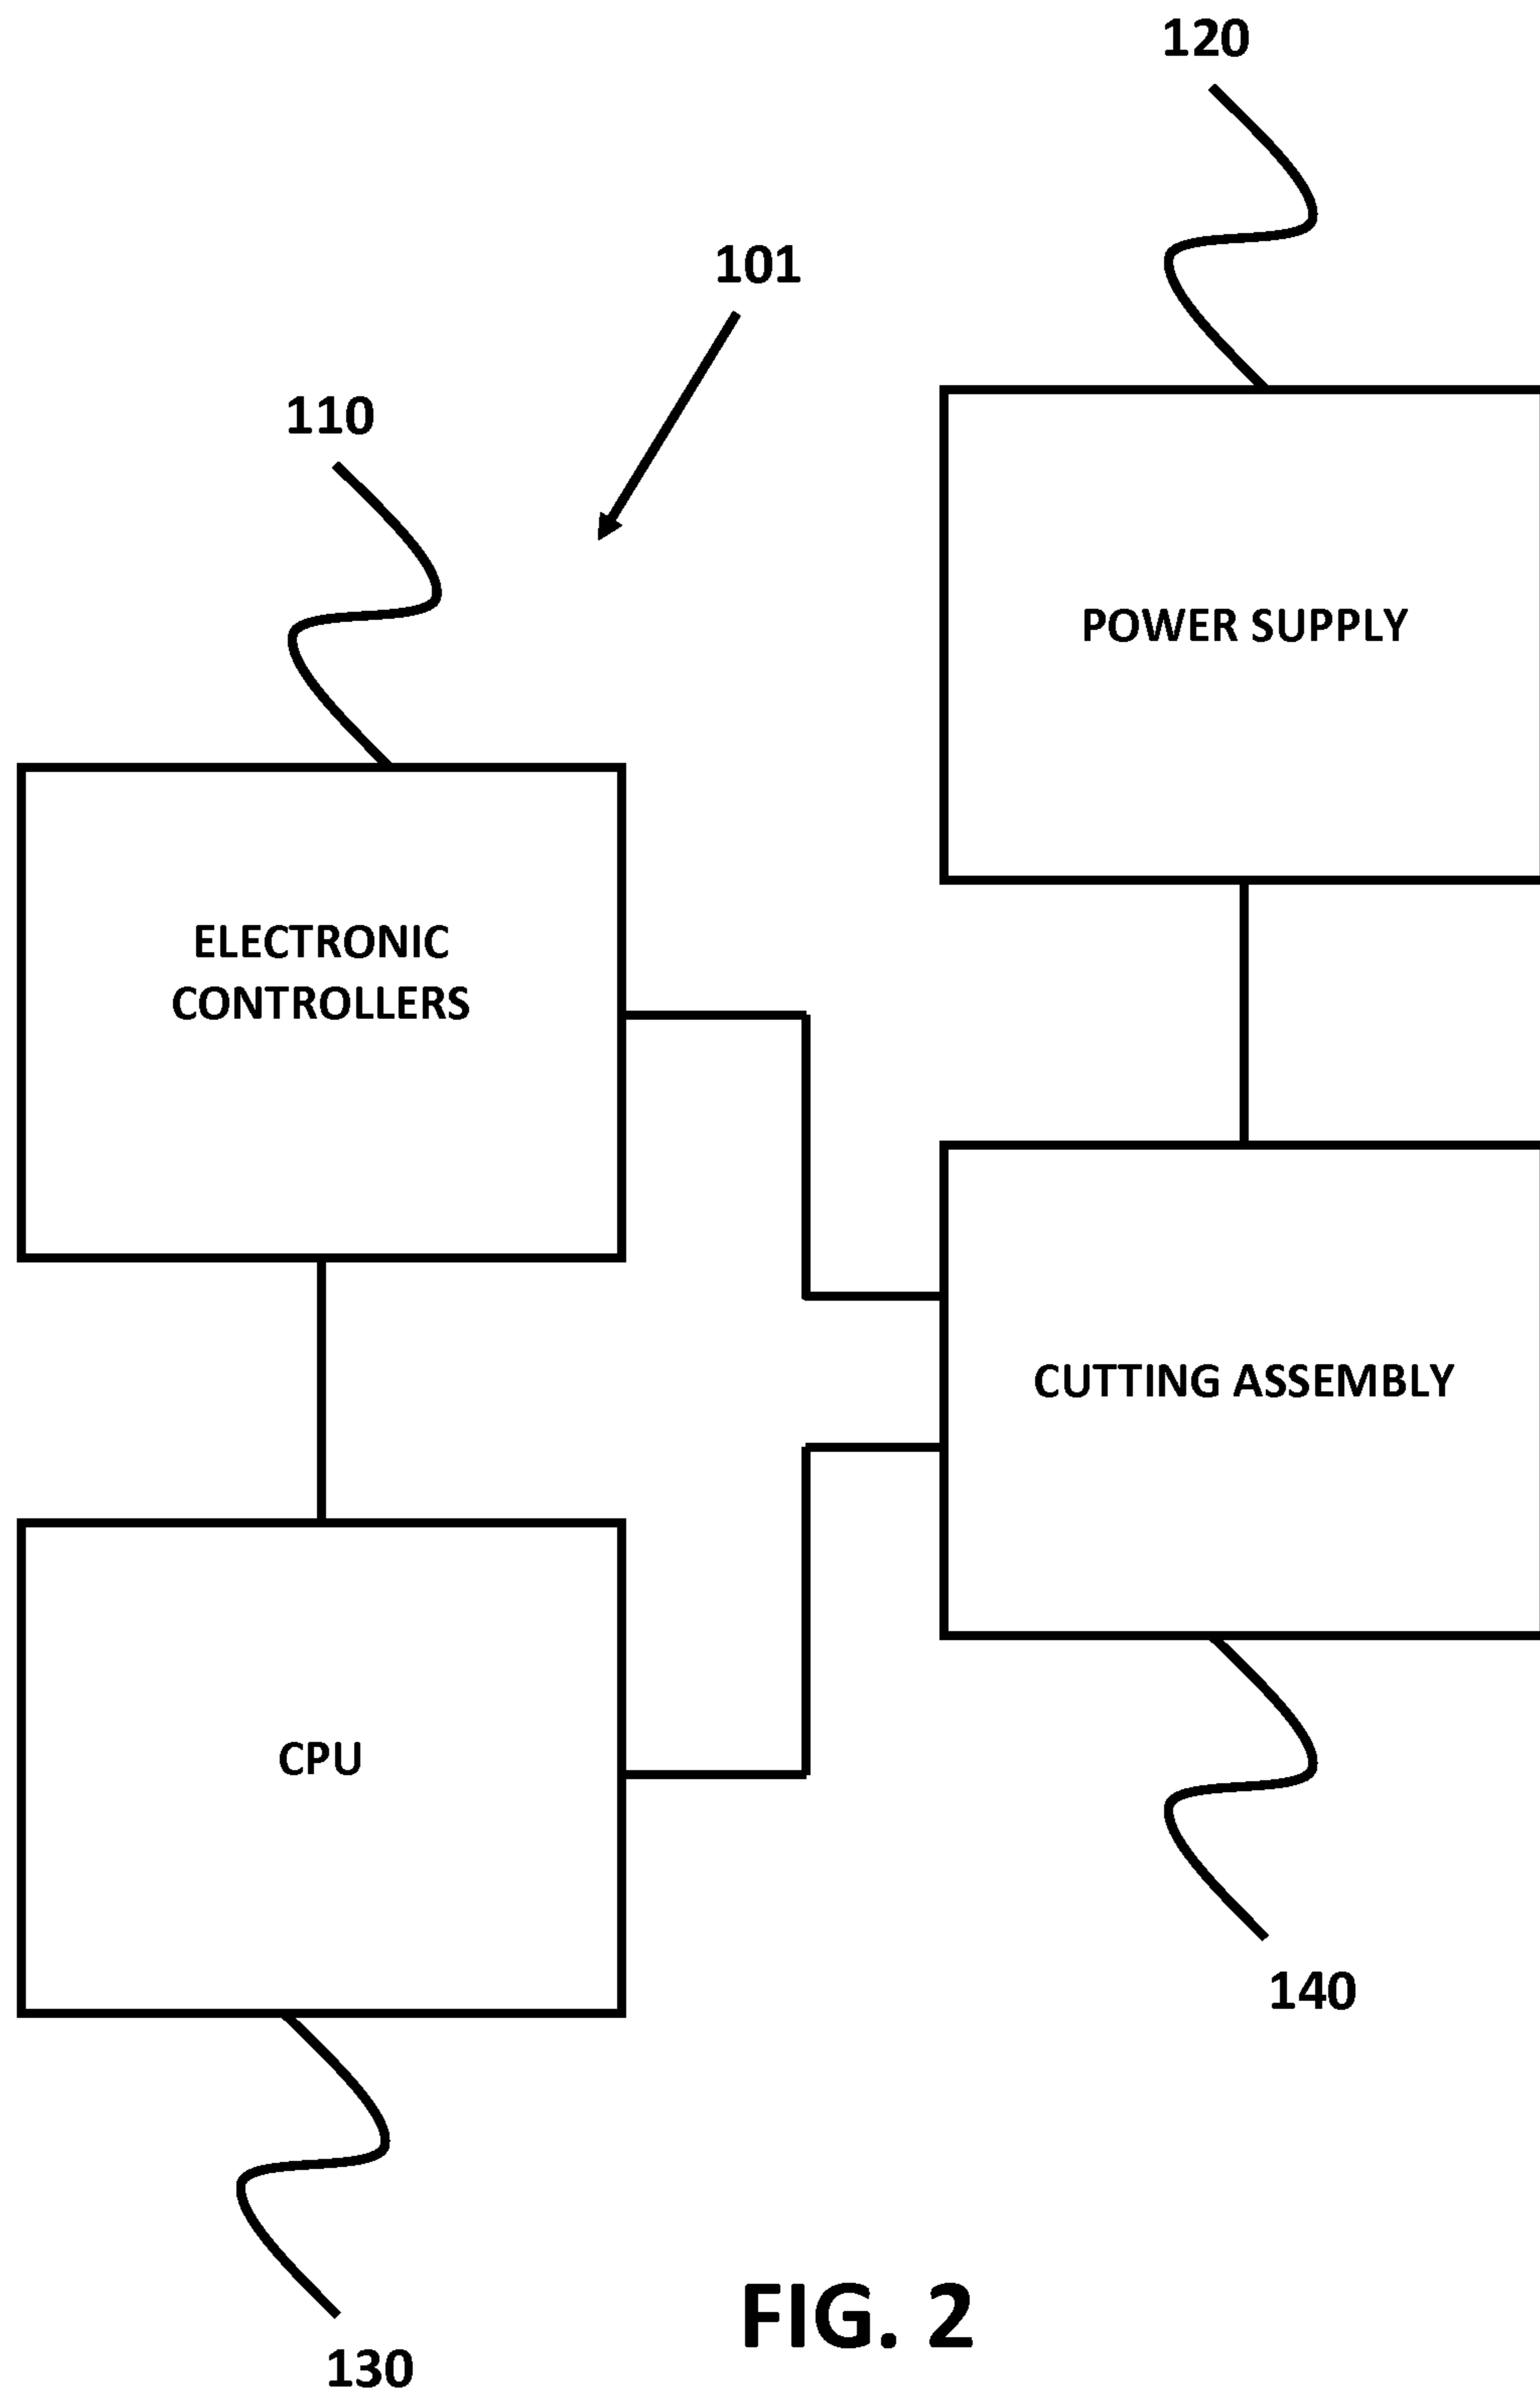 120
101
110
POWER SUPPLY
ELECTRONIC
CONTROLLERS
CUTTING ASSEMBLY
CPU
140
130
FIG. 2